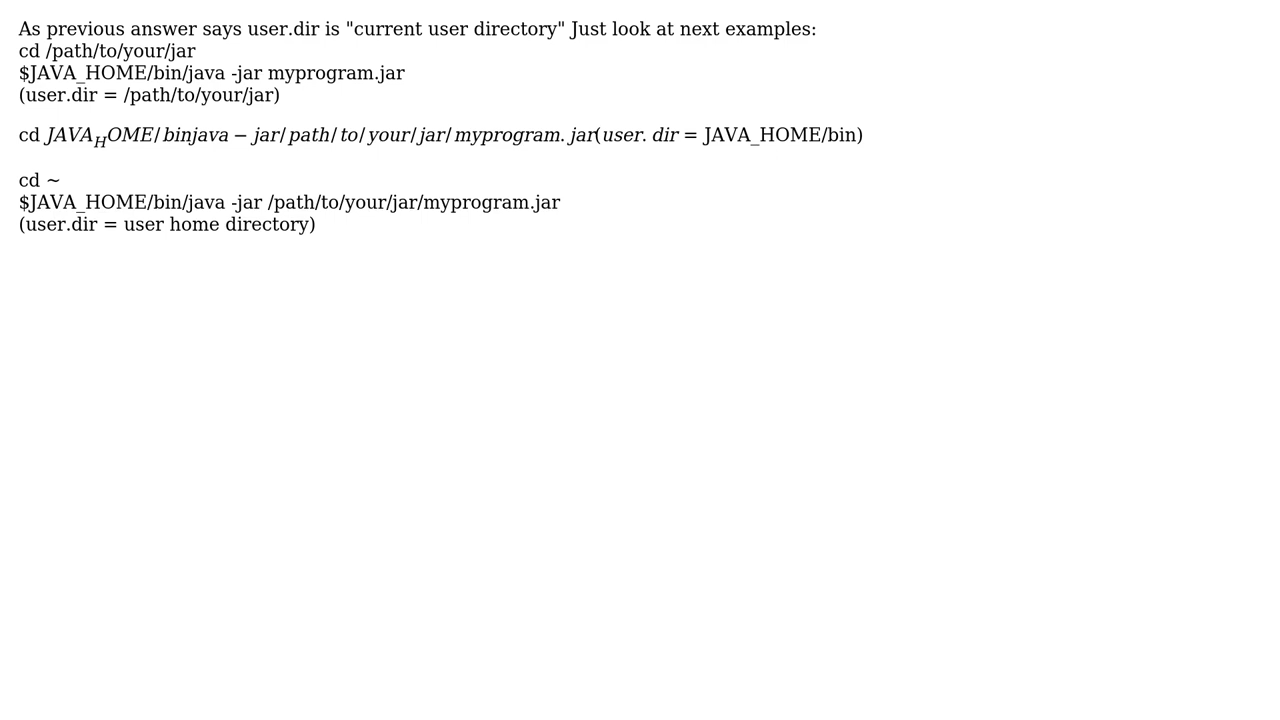 As previous answer says user.dir is "current user directory" Just look at next examples:
cd /path/to/your/jar
$JAVA_HOME/bin/java -jar myprogram.jar
(user.dir = /path/to/your/jar)
cd JAVA_HOME/binjava − jar/path/to/your/jar/myprogram.jar(user.dir = JAVA_HOME/bin)
cd ~
$JAVA_HOME/bin/java -jar /path/to/your/jar/myprogram.jar
(user.dir = user home directory)